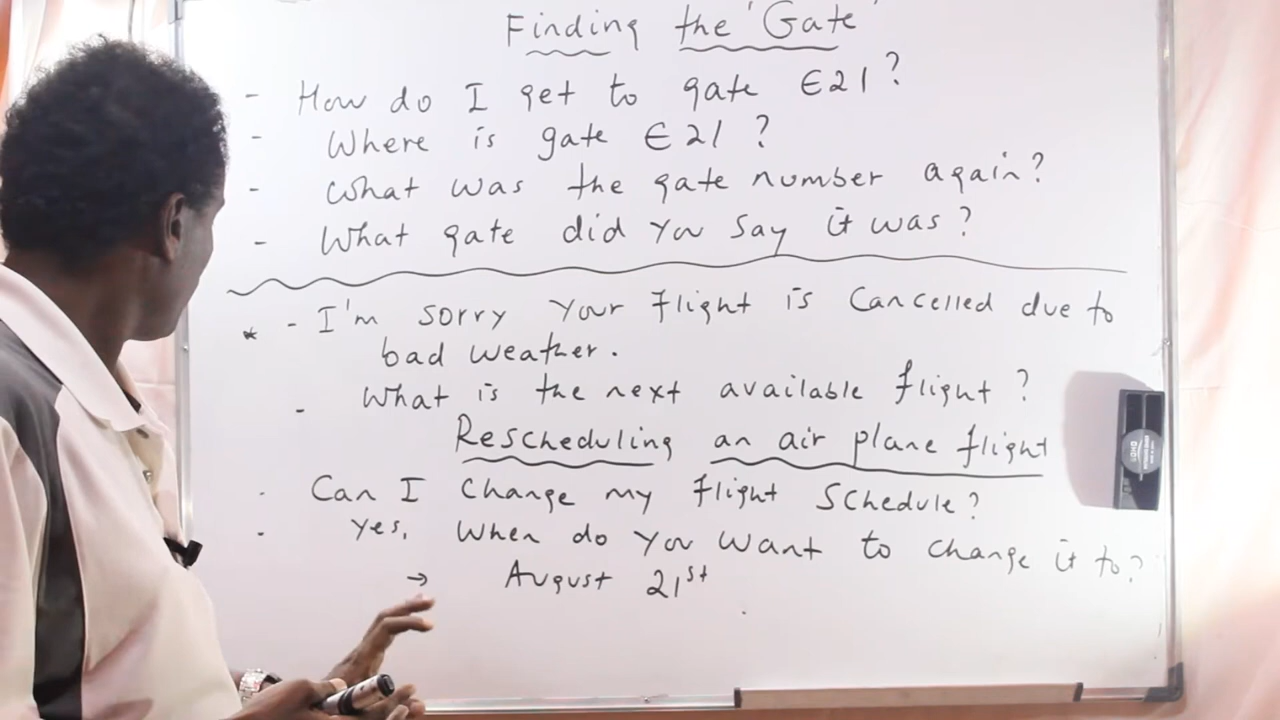 Finding the 'Gate'
- How do I get to gate E21?
- Where is gate E21?
- What was the gate number again?
- What gate did you say it was?
* - I'm sorry your flight is cancelled due to
bad weather.
- What is the next available flight?
Rescheduling an air plane flight
- Can I change my flight schedule?
- Yes. When do you want to change it to?
→ August 21st